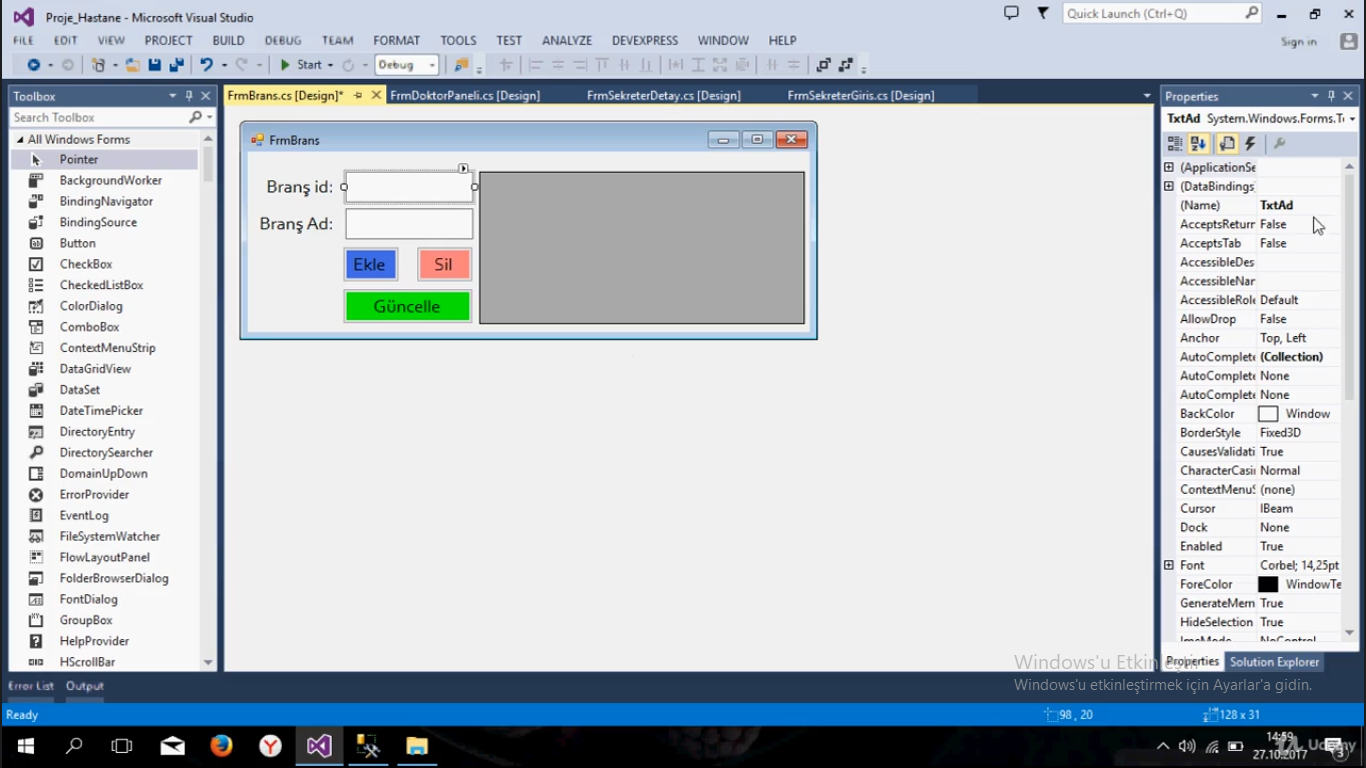 Proje_Hastane - Microsoft Visual Studio
Quick Launch (Ctrl+Q)
FILE EDIT VIEW PROJECT BUILD DEBUG TEAM FORMAT TOOLS TEST ANALYZE DEVEXPRESS WINDOW HELP
Sign in
Start
Debug
Toolbox
FrmBrans.cs [Design]*
FrmDoktorPaneli.cs [Design]
FrmSekreterDetay.cs [Design]
FrmSekreterGiris.cs [Design]
Properties
Search Toolbox
All Windows Forms
Pointer
BackgroundWorker
BindingNavigator
BindingSource
Button
CheckBox
CheckedListBox
ColorDialog
ComboBox
ContextMenuStrip
DataGridView
DataSet
DateTimePicker
DirectoryEntry
DirectorySearcher
DomainUpDown
ErrorProvider
EventLog
FileSystemWatcher
FlowLayoutPanel
FolderBrowserDialog
FontDialog
GroupBox
HelpProvider
HScrollBar
FrmBrans
Branş id:
Branş Ad:
Ekle
Sil
Güncelle
TxtAd System.Windows.Forms.T
(ApplicationSe
(DataBindings
(Name) TxtAd
AcceptsReturn False
AcceptsTab False
AccessibleDes
AccessibleNar
AccessibleRole Default
AllowDrop False
Anchor Top, Left
AutoComplete (Collection)
AutoComplete None
AutoComplete None
BackColor Window
BorderStyle Fixed3D
CausesValidati True
CharacterCasi Normal
ContextMenuS (none)
Cursor IBeam
Dock None
Enabled True
Font Corbel; 14,25pt
ForeColor WindowTe
GenerateMem True
HideSelection True
ImeMode NoControl
Properties
Solution Explorer
Windows'u Etkinleştir
Windows'u etkinleştirmek için Ayarlar'a gidin.
Error List Output
Ready
98 , 20
128 x 31
14:59
27.10.2017
Udemy
3